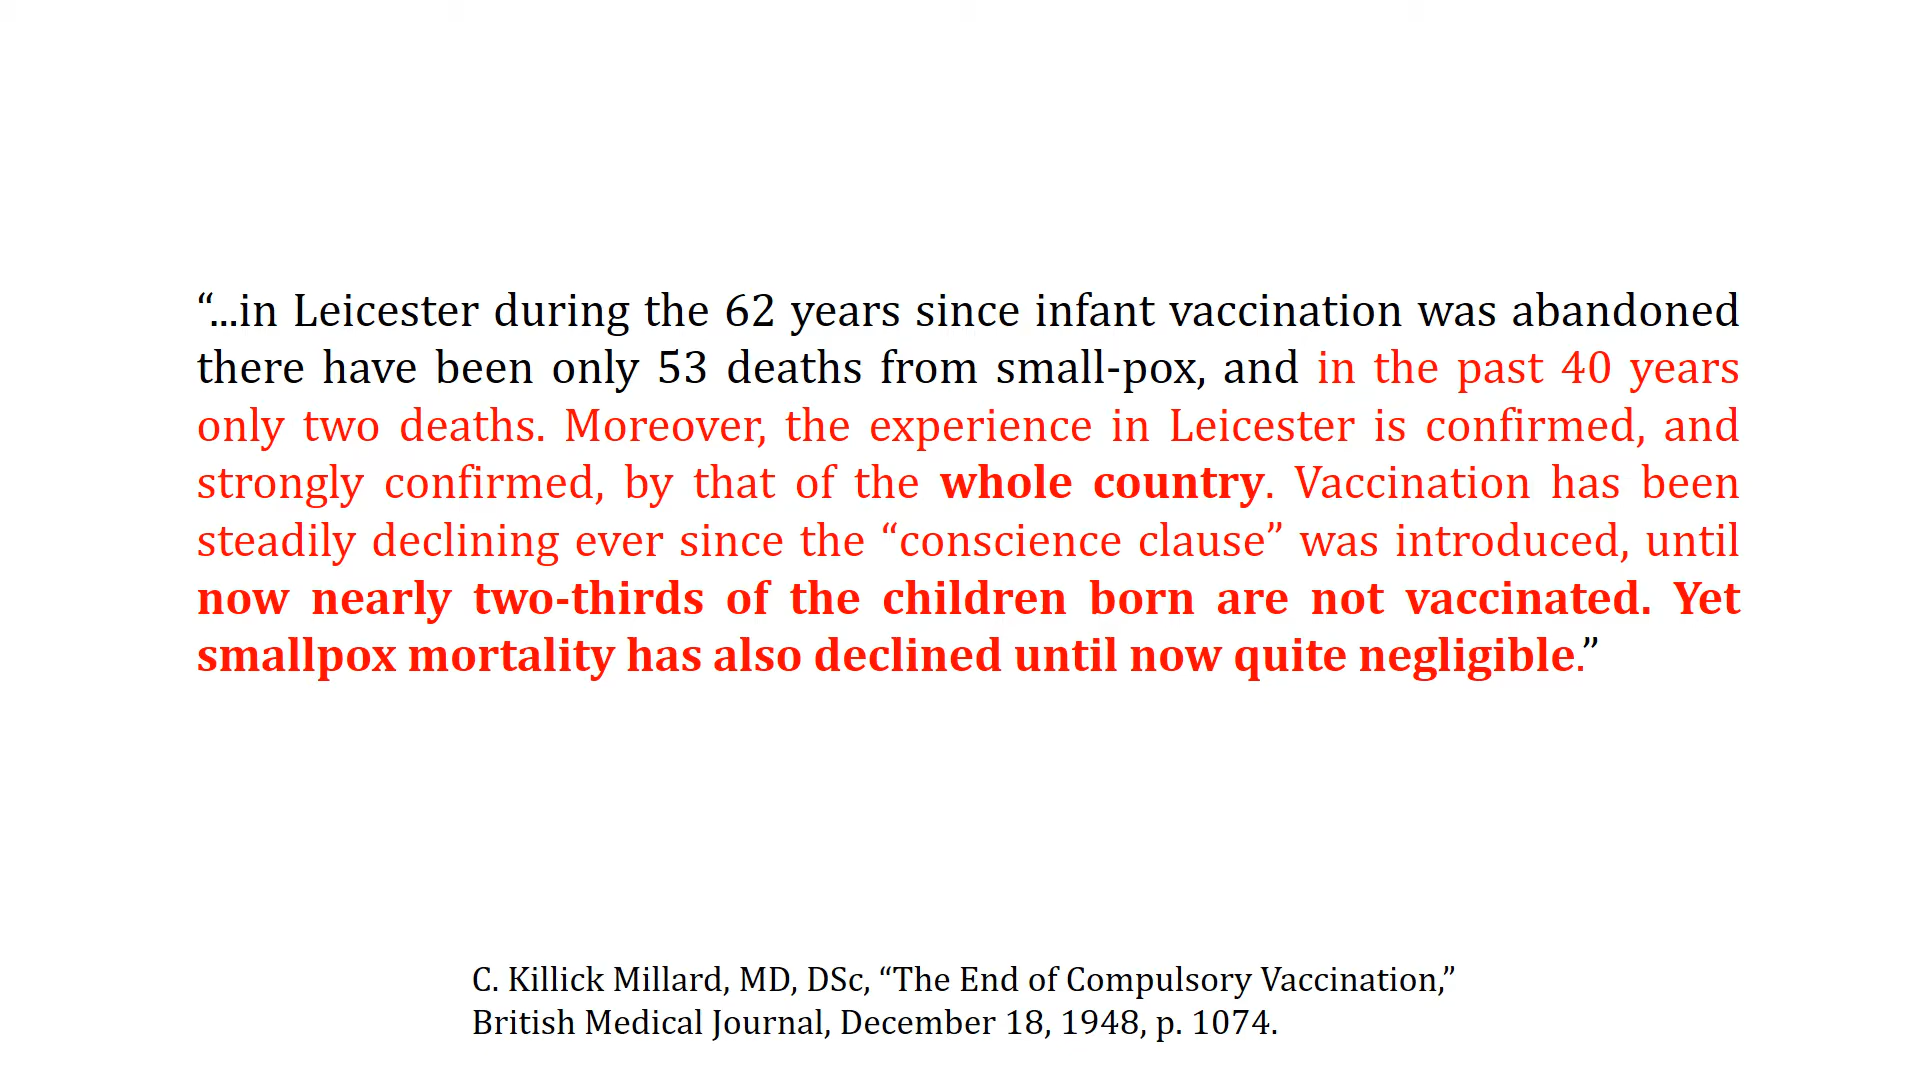 “...in Leicester during the 62 years since infant vaccination was abandoned
there have been only 53 deaths from small-pox, and in the past 40 years
only two deaths. Moreover, the experience in Leicester is confirmed, and
strongly confirmed, by that of the whole country. Vaccination has been
steadily declining ever since the “conscience clause” was introduced, until
now nearly two-thirds of the children born are not vaccinated. Yet
smallpox mortality has also declined until now quite negligible.”
C. Killick Millard, MD, DSc, “The End of Compulsory Vaccination,”
British Medical Journal, December 18, 1948, p. 1074.